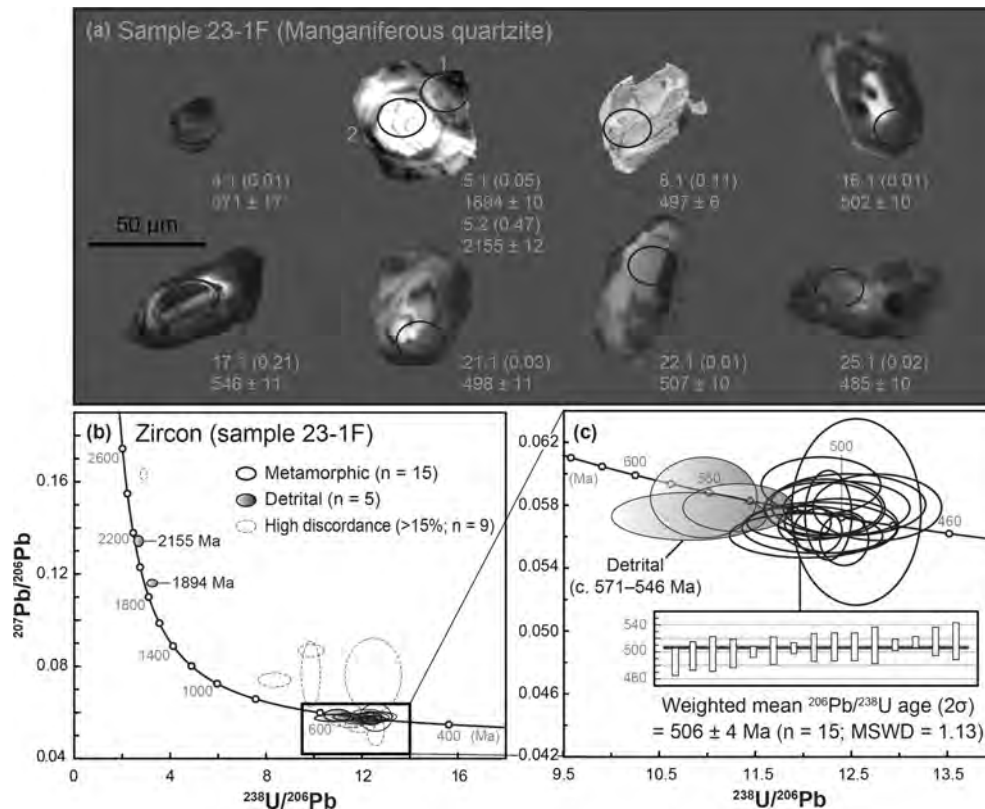 (a) Sample 23-1F (Manganiferous quartzite)
1
2
4.1 (0.01)
571 ± 17
5.1 (0.05)
1894 ± 10
5.2 (0.47)
2155 ± 12
8.1 (0.11)
497 ± 6
16.1 (0.01)
502 ± 10
50 µm
17.1 (0.21)
546 ± 11
21.1 (0.03)
498 ± 11
22.1 (0.01)
507 ± 10
25.1 (0.02)
485 ± 10
(b) Zircon (sample 23-1F)
Metamorphic (n = 15)
Detrital (n = 5)
High discordance (>15%; n = 9)
2600
2200
2155 Ma
1894 Ma
1800
1400
1000
600
400 (Ma)
0.16
0.12
0.08
0.04
²⁰⁷Pb/²⁰⁶Pb
0 4 8 12 16
²³⁸U/²⁰⁶Pb
(c)
0.062
0.058
0.054
0.050
0.046
0.042
(Ma)
600
560
500
460
Detrital
(c. 571–546 Ma)
540
500
460
Weighted mean ²⁰⁶Pb/²³⁸U age (2σ)
= 506 ± 4 Ma (n = 15; MSWD = 1.13)
9.5 10.5 11.5 12.5 13.5
²³⁸U/²⁰⁶Pb